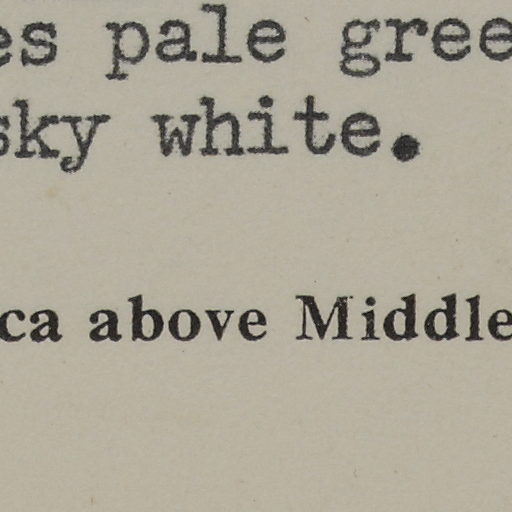 es pale gree
sky white.
ca above Middle